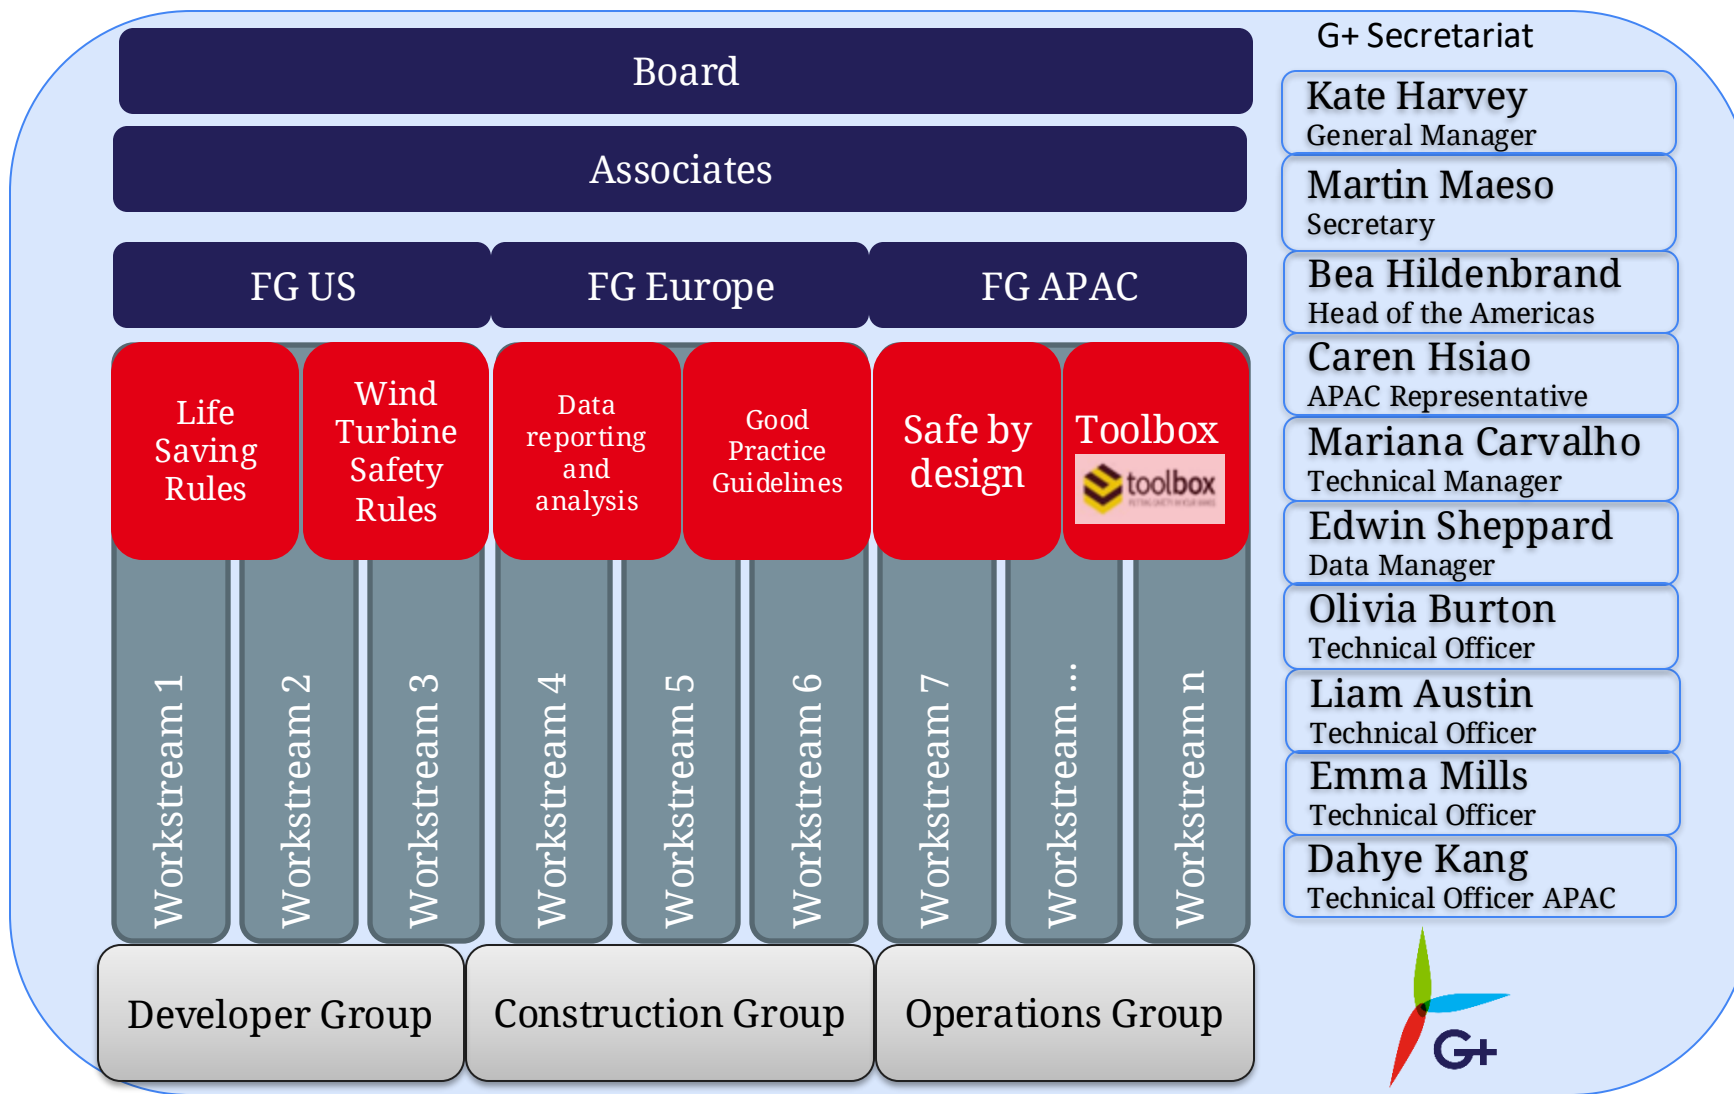 Board
Associates
FG US
FG Europe
FG APAC
Life
Saving
Rules
Wind
Turbine
Safety
Rules
Data
reporting
and
analysis
Good
Practice
Guidelines
Safe by
design
Toolbox
toolbox
Workstream 1
Workstream 2
Workstream 3
Workstream 4
Workstream 5
Workstream 6
Workstream 7
Workstream ...
Workstream n
Developer Group
Construction Group
Operations Group
G+ Secretariat
Kate Harvey
General Manager
Martin Maeso
Secretary
Bea Hildenbrand
Head of the Americas
Caren Hsiao
APAC Representative
Mariana Carvalho
Technical Manager
Edwin Sheppard
Data Manager
Olivia Burton
Technical Officer
Liam Austin
Technical Officer
Emma Mills
Technical Officer
Dahye Kang
Technical Officer APAC
G+